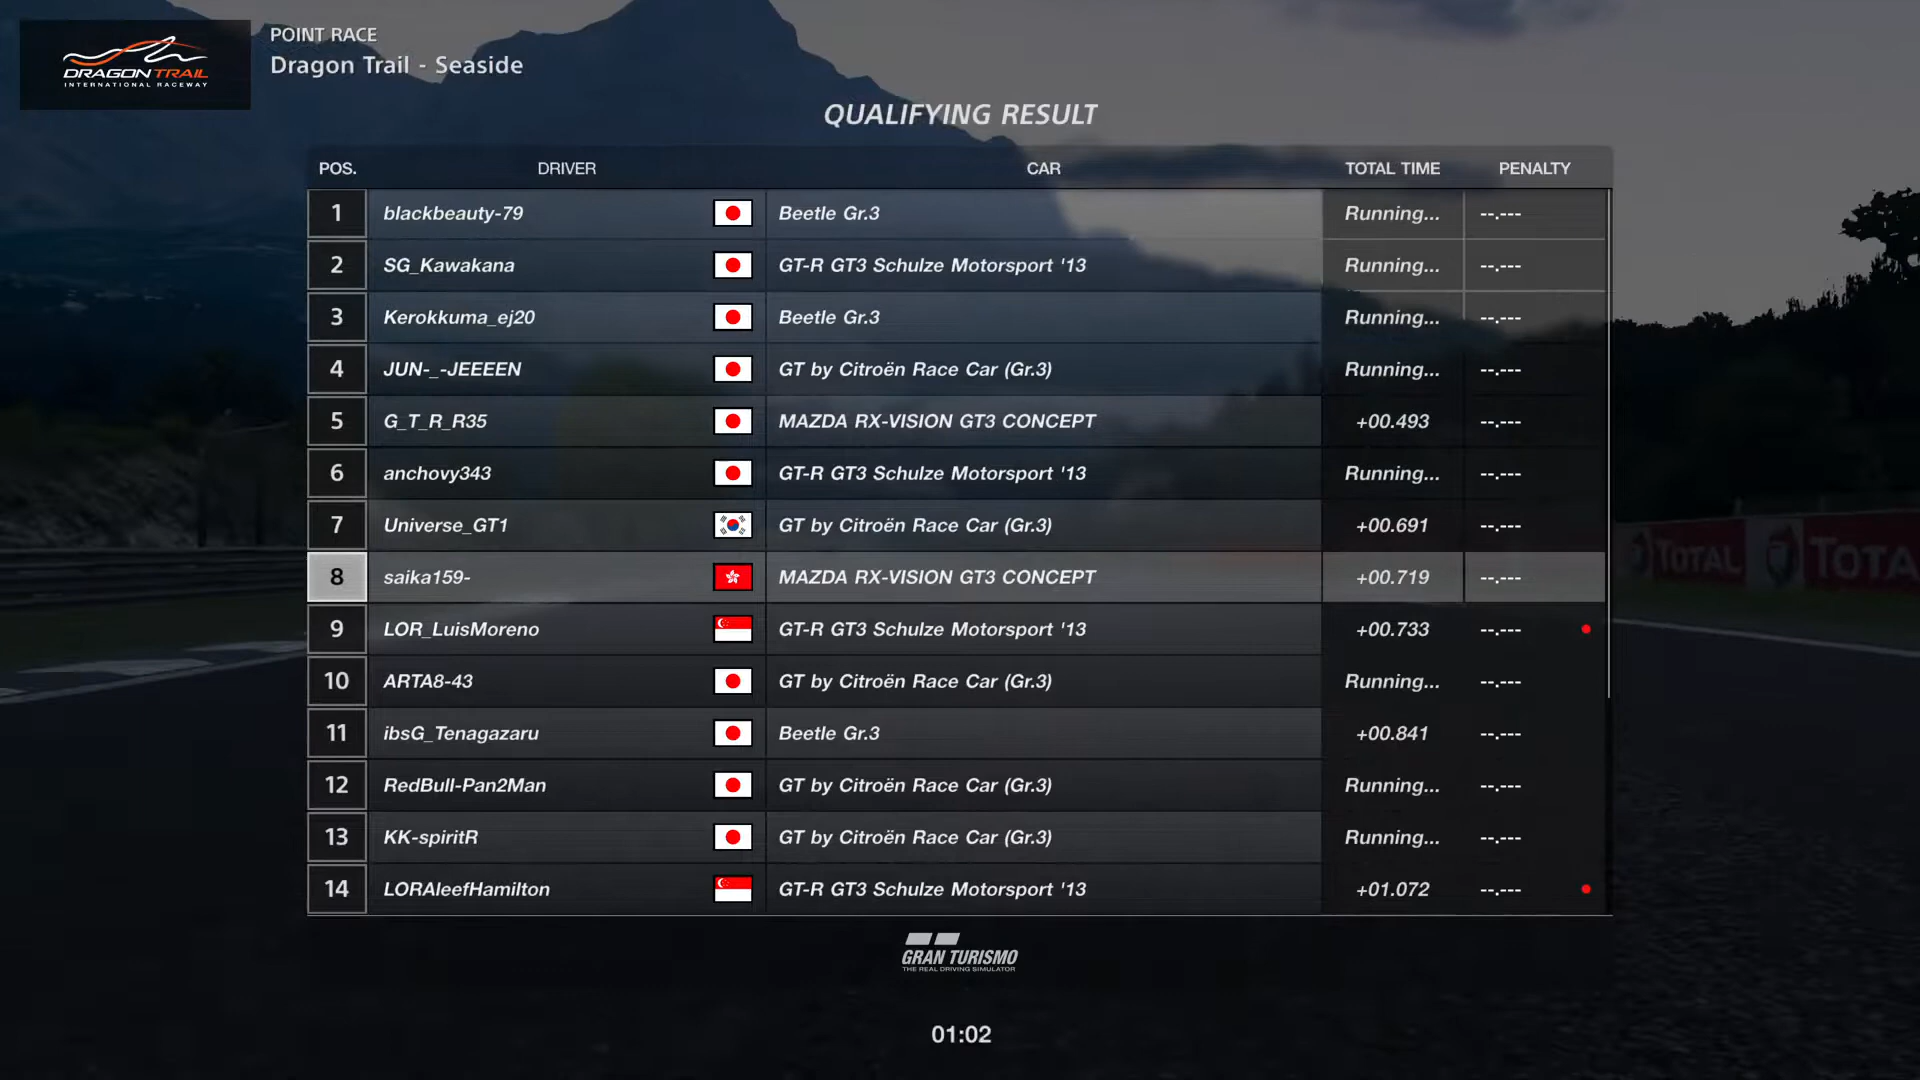 DRAGON TRAIL
INTERNATIONAL RACEWAY
POINT RACE
Dragon Trail - Seaside
QUALIFYING RESULT
POS. DRIVER CAR TOTAL TIME PENALTY
1 blackbeauty-79 Beetle Gr.3 Running... --.---
2 SG_Kawakana GT-R GT3 Schulze Motorsport '13 Running... --.---
3 Kerokkuma_ej20 Beetle Gr.3 Running... --.---
4 JUN-_-JEEEEN GT by Citroën Race Car (Gr.3) Running... --.---
5 G_T_R_R35 MAZDA RX-VISION GT3 CONCEPT +00.493 --.---
6 anchovy343 GT-R GT3 Schulze Motorsport '13 Running... --.---
7 Universe_GT1 GT by Citroën Race Car (Gr.3) +00.691 --.---
8 saika159- MAZDA RX-VISION GT3 CONCEPT +00.719 --.---
9 LOR_LuisMoreno GT-R GT3 Schulze Motorsport '13 +00.733 --.---
10 ARTA8-43 GT by Citroën Race Car (Gr.3) Running... --.---
11 ibsG_Tenagazaru Beetle Gr.3 +00.841 --.---
12 RedBull-Pan2Man GT by Citroën Race Car (Gr.3) Running... --.---
13 KK-spiritR GT by Citroën Race Car (Gr.3) Running... --.---
14 LORAleefHamilton GT-R GT3 Schulze Motorsport '13 +01.072 --.---
TOTAL TOTA
GRAN TURISMO
THE REAL DRIVING SIMULATOR
01:02